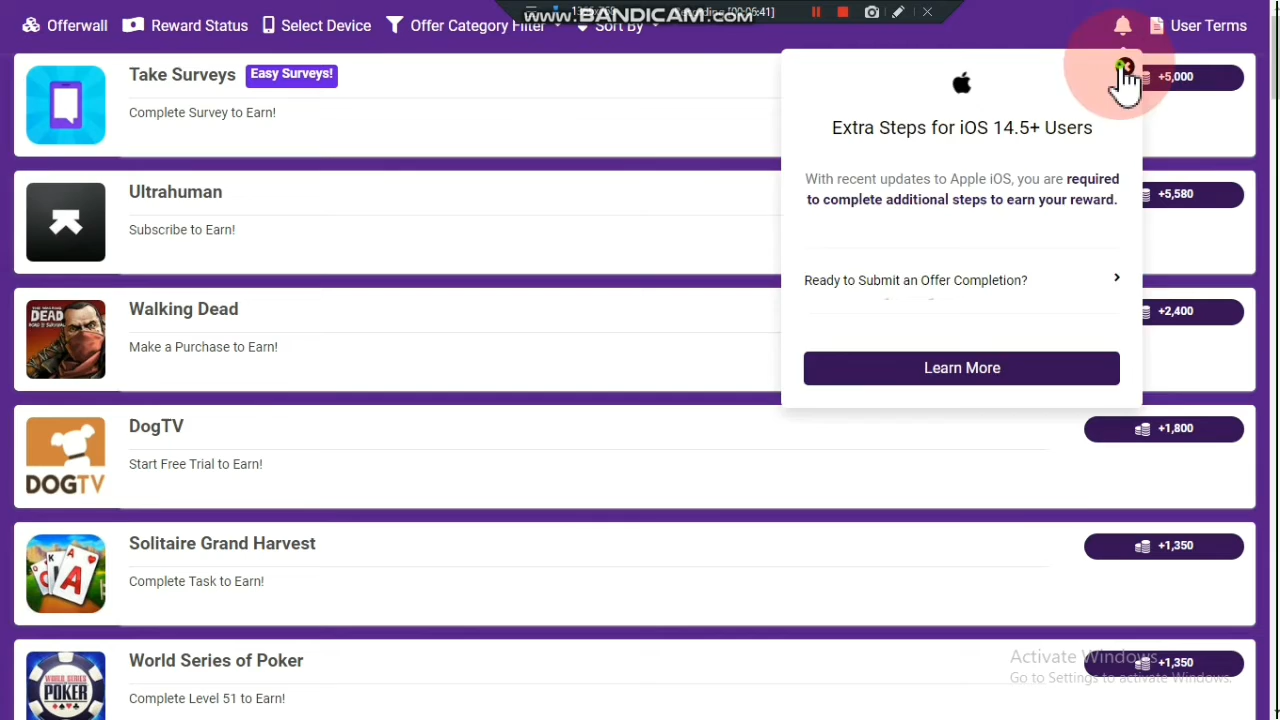 www.BANDICAM.com
Offerwall
Reward Status
Select Device
Offer Category Filter
Sort By
User Terms
Take Surveys
Easy Surveys!
Complete Survey to Earn!
+5,000
Ultrahuman
Subscribe to Earn!
+5,580
Extra Steps for iOS 14.5+ Users
With recent updates to Apple iOS, you are required
to complete additional steps to earn your reward.
Ready to Submit an Offer Completion?
Learn More
Walking Dead
Make a Purchase to Earn!
+2,400
DogTV
Start Free Trial to Earn!
+1,800
DOGTV
Solitaire Grand Harvest
Complete Task to Earn!
+1,350
World Series of Poker
Complete Level 51 to Earn!
+1,350
POKER
Activate Windows
Go to Settings to activate Windows.